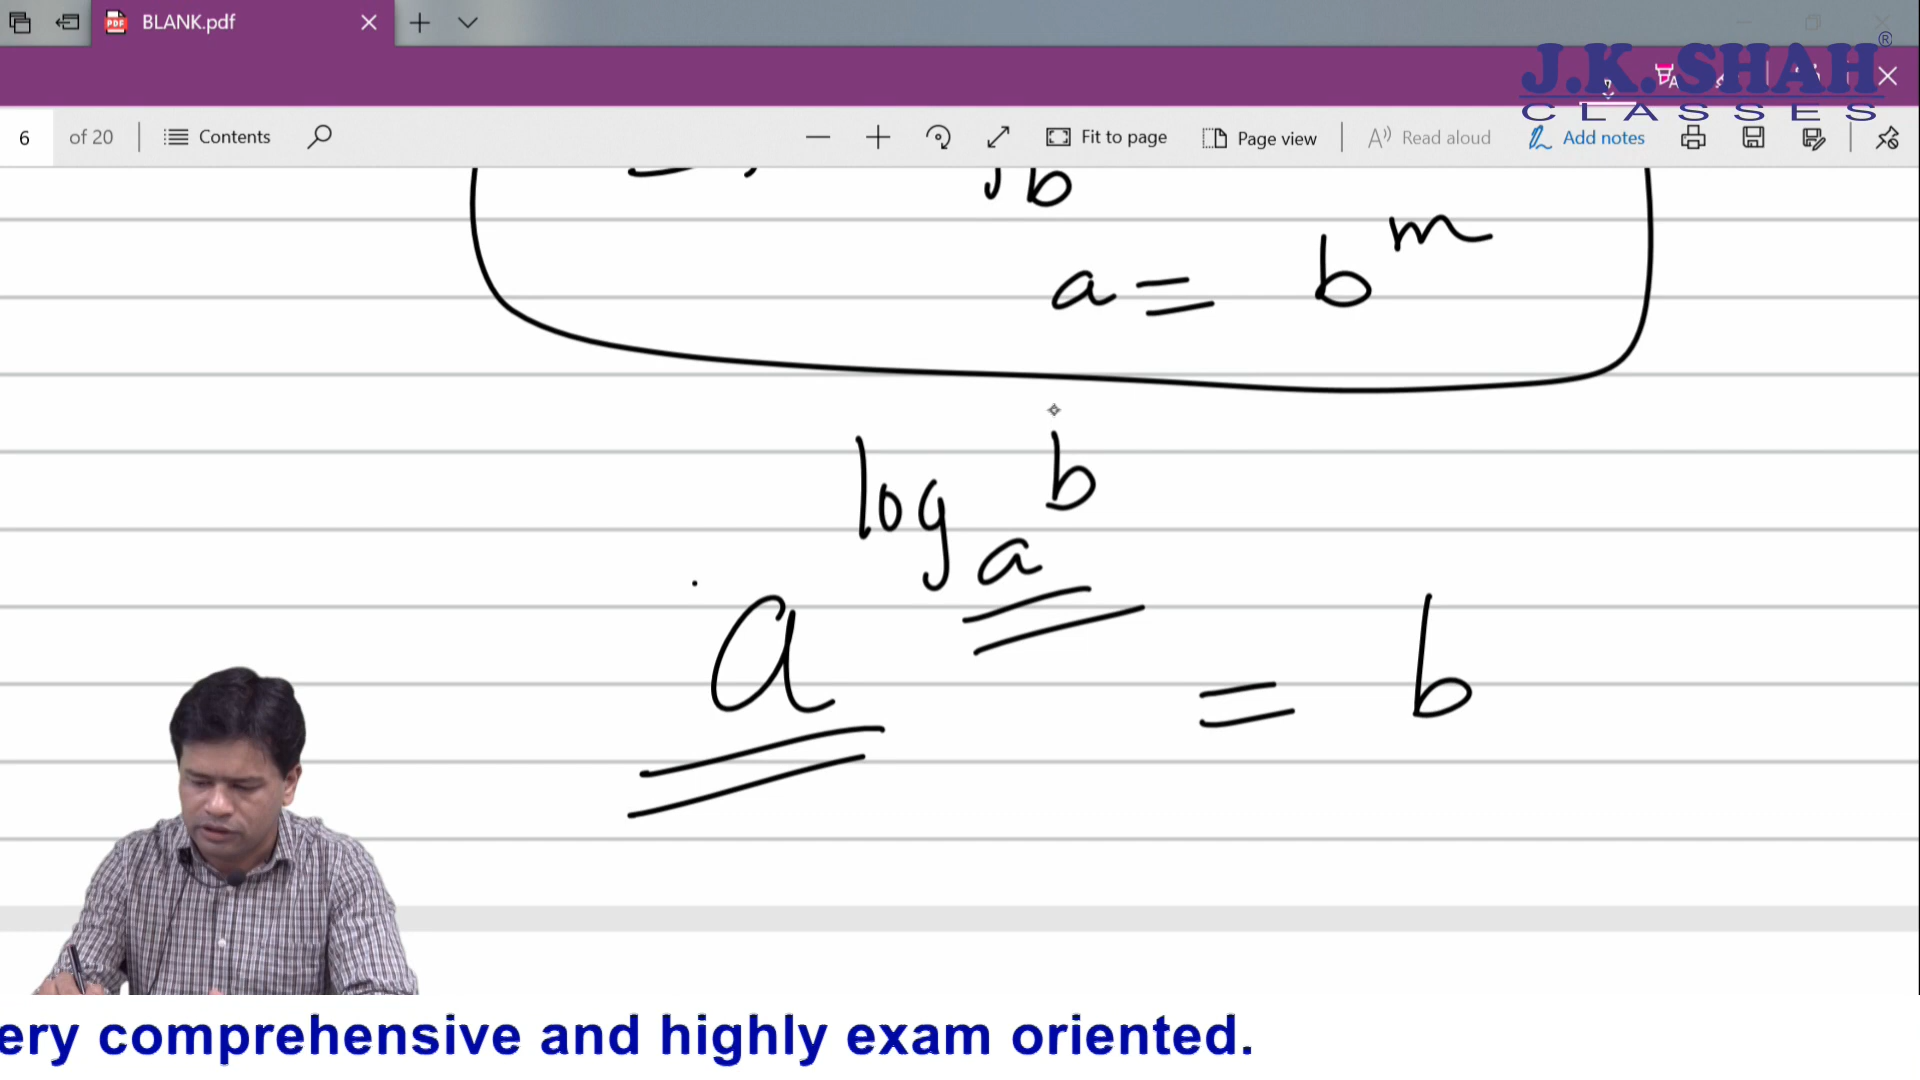 BLANK.pdf
J.K.SHAH®
CLASSES
6 of 20 Contents Fit to page Page view Read aloud Add notes
b
a = b^m
a^(log_a b) = b
ery comprehensive and highly exam oriented.